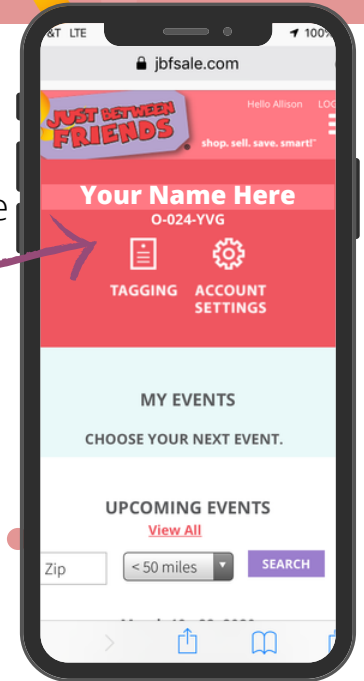 &T LTE
100%
jbfsale.com
Hello Allison LOG
JUST BETWEEN
FRIENDS
shop. sell. save. smart!
Your Name Here
O-024-YVG
TAGGING
ACCOUNT
SETTINGS
MY EVENTS
CHOOSE YOUR NEXT EVENT.
UPCOMING EVENTS
View All
Zip
< 50 miles
SEARCH